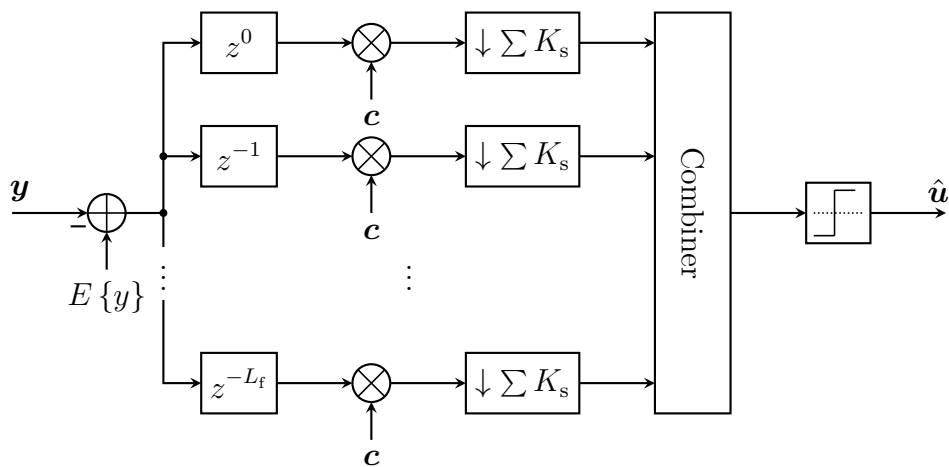 z^0
↓ ∑ K_s
c
z^{-1}
↓ ∑ K_s
c
y
−
E {y}
⋮
⋮
Combiner
û
z^{-L_f}
↓ ∑ K_s
c